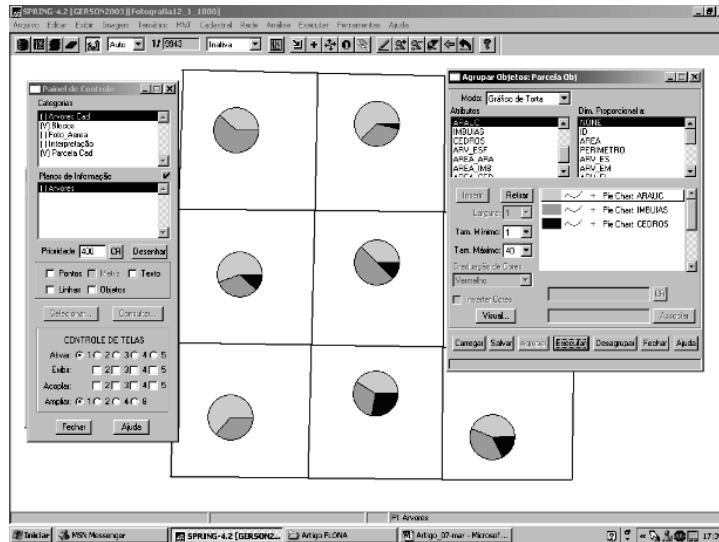 SPRING-4.2 [GERSON2003][Fotografia12_1_1000]
Arquivo Editar Exibir Imagem Temático MNT Cadastral Rede Análise Executar Ferramentas Ajuda
Auto 1/ 9943 Inativa
Painel de Controle
Categorias
( ) Arvores Cad
(V) Blocos
( ) Foto_Aerea
( ) Interpretação
(V) Parcela Cad
Planos de Informação
( ) Arvores
Prioridade 400 CR Desenhar
Pontos Matriz Texto
Linhas Objetos
Selecionar... Consultar...
CONTROLE DE TELAS
Ativar: 1 2 3 4 5
Exibir: 2 3 4 5
Acoplar: 2 3 4 5
Ampliar: 1 2 4 8
Fechar Ajuda
Agrupar Objetos: Parcela Obj
Modo: Gráfico de Torta
Atributos Dim. Proporcional a:
ARAUC NONE
IMBUIAS ID
CEDROS AREA
ARV_ESF PERIMETRO
AREA_ARA ARV_ES
AREA_IMB ARV_EM
Inserir Retirar
Largura: 1
Tam. Mínimo: 1
Tam. Máximo: 40
Graduação de Cores
Vermelho
Inverter Cores
Visual...
Pie Chart: ARAUC
Pie Chart: IMBUIAS
Pie Chart: CEDROS
CR
Associar
Carregar Salvar Agrupar Executar Desagrupar Fechar Ajuda
PI: Arvores
Iniciar MSN Messenger SPRING-4.2 [GERSON2... Artigo FLONA Artigo_07-mar - Microsof...